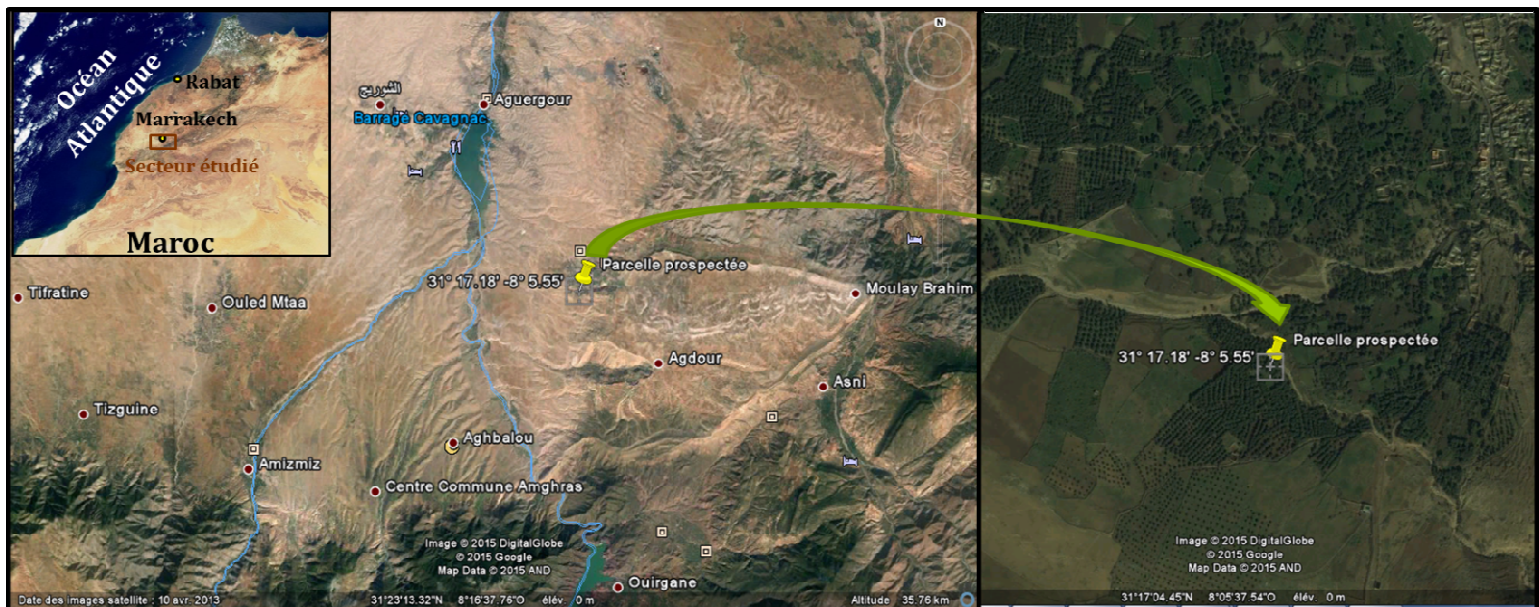 Océan
Atlantique
Rabat
Marrakech
Secteur étudié
Maroc
N
الشوريج
Aguergour
Barrage Cavagnac
Parcelle prospectée
31° 17.18' -8° 5.55'
Moulay Brahim
Tifratine
Ouled Mtaa
Agdour
Asni
Tizguine
Aghbalou
Amizmiz
Centre Commune Amghras
Image © 2015 DigitalGlobe
© 2015 Google
Map Data © 2015 AND
Ouirgane
Date des images satellite : 10 avr. 2013
31°23'13.32"N 8°16'37.76"O élév. 0 m
Altitude 35.76 km
Parcelle prospectée
31° 17.18' -8° 5.55'
Image © 2015 DigitalGlobe
© 2015 Google
Map Data © 2015 AND
31°17'04.45"N 8°05'37.54"O élév. 0 m